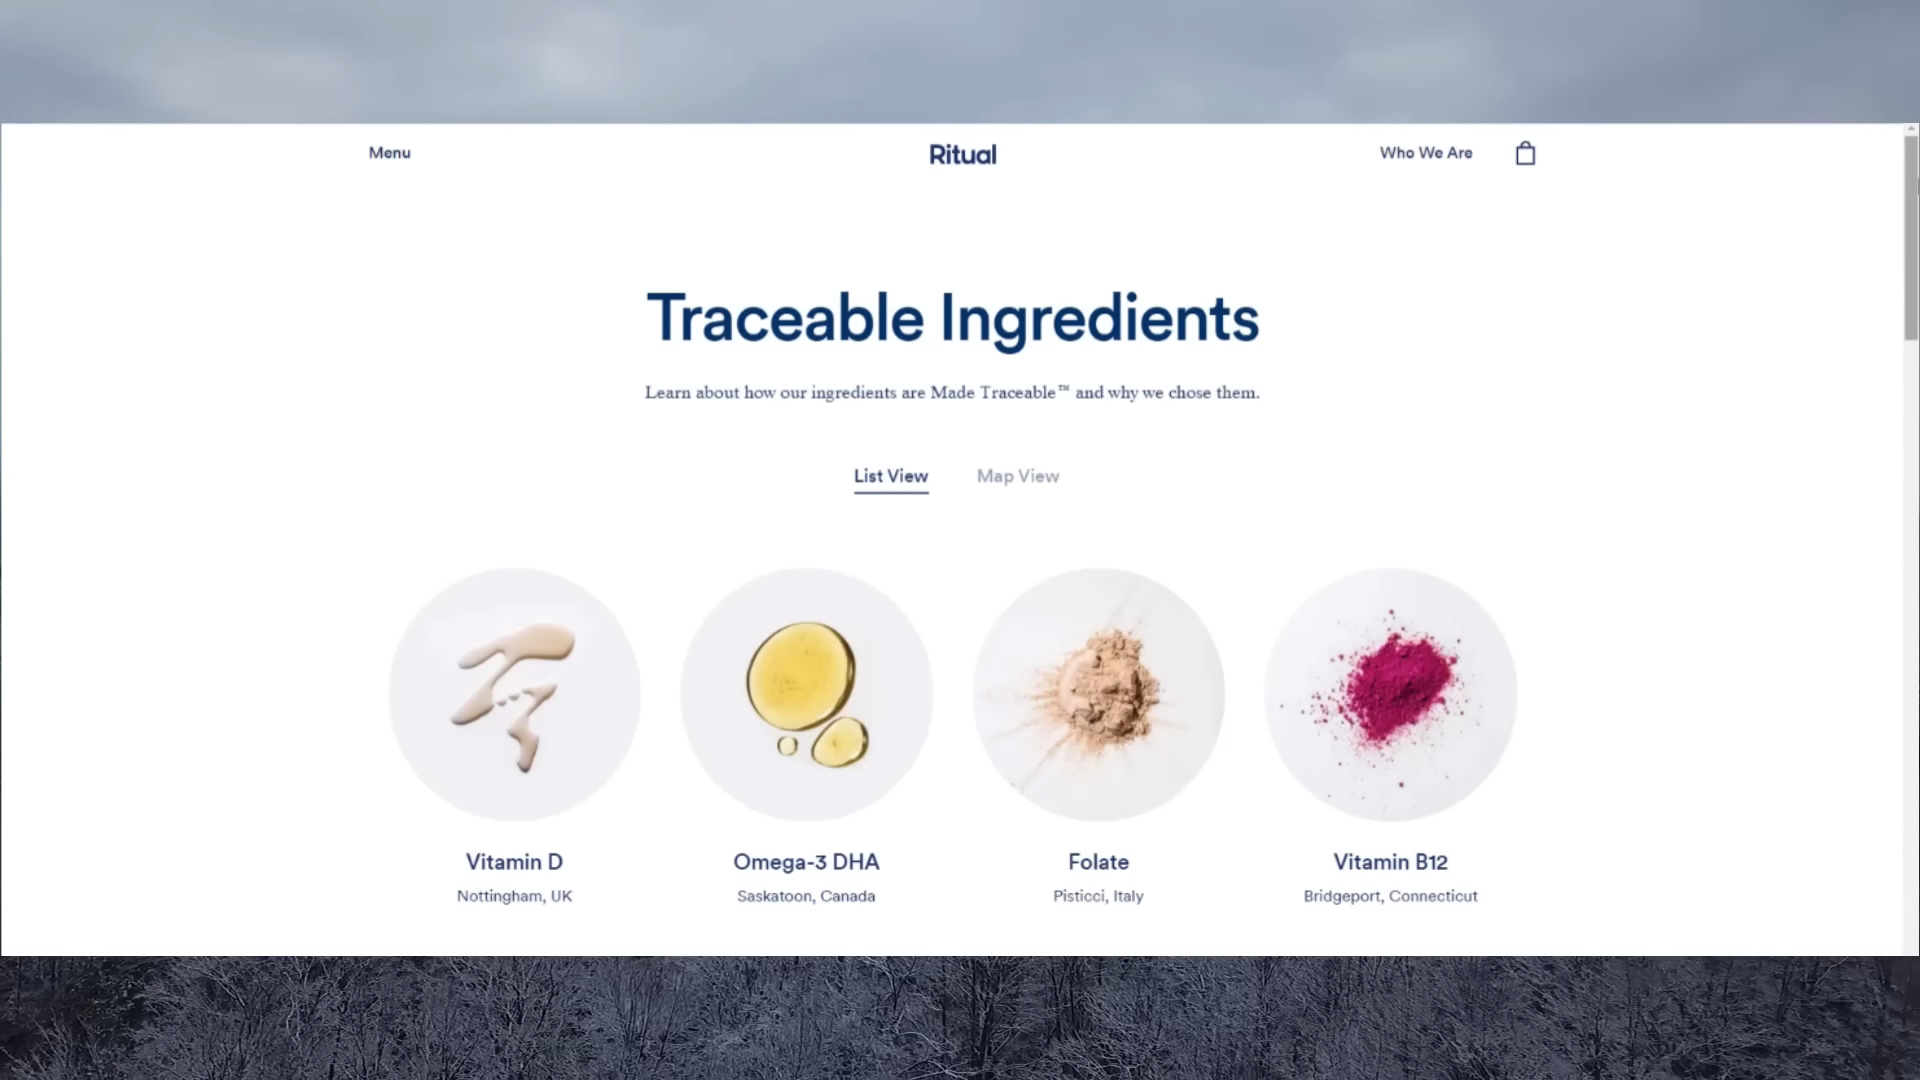 Menu
Ritual
Who We Are
Traceable Ingredients
Learn about how our ingredients are Made Traceable™ and why we chose them.
List View
Map View
Vitamin D
Omega-3 DHA
Folate
Vitamin B12
Nottingham, UK
Saskatoon, Canada
Pisticci, Italy
Bridgeport, Connecticut